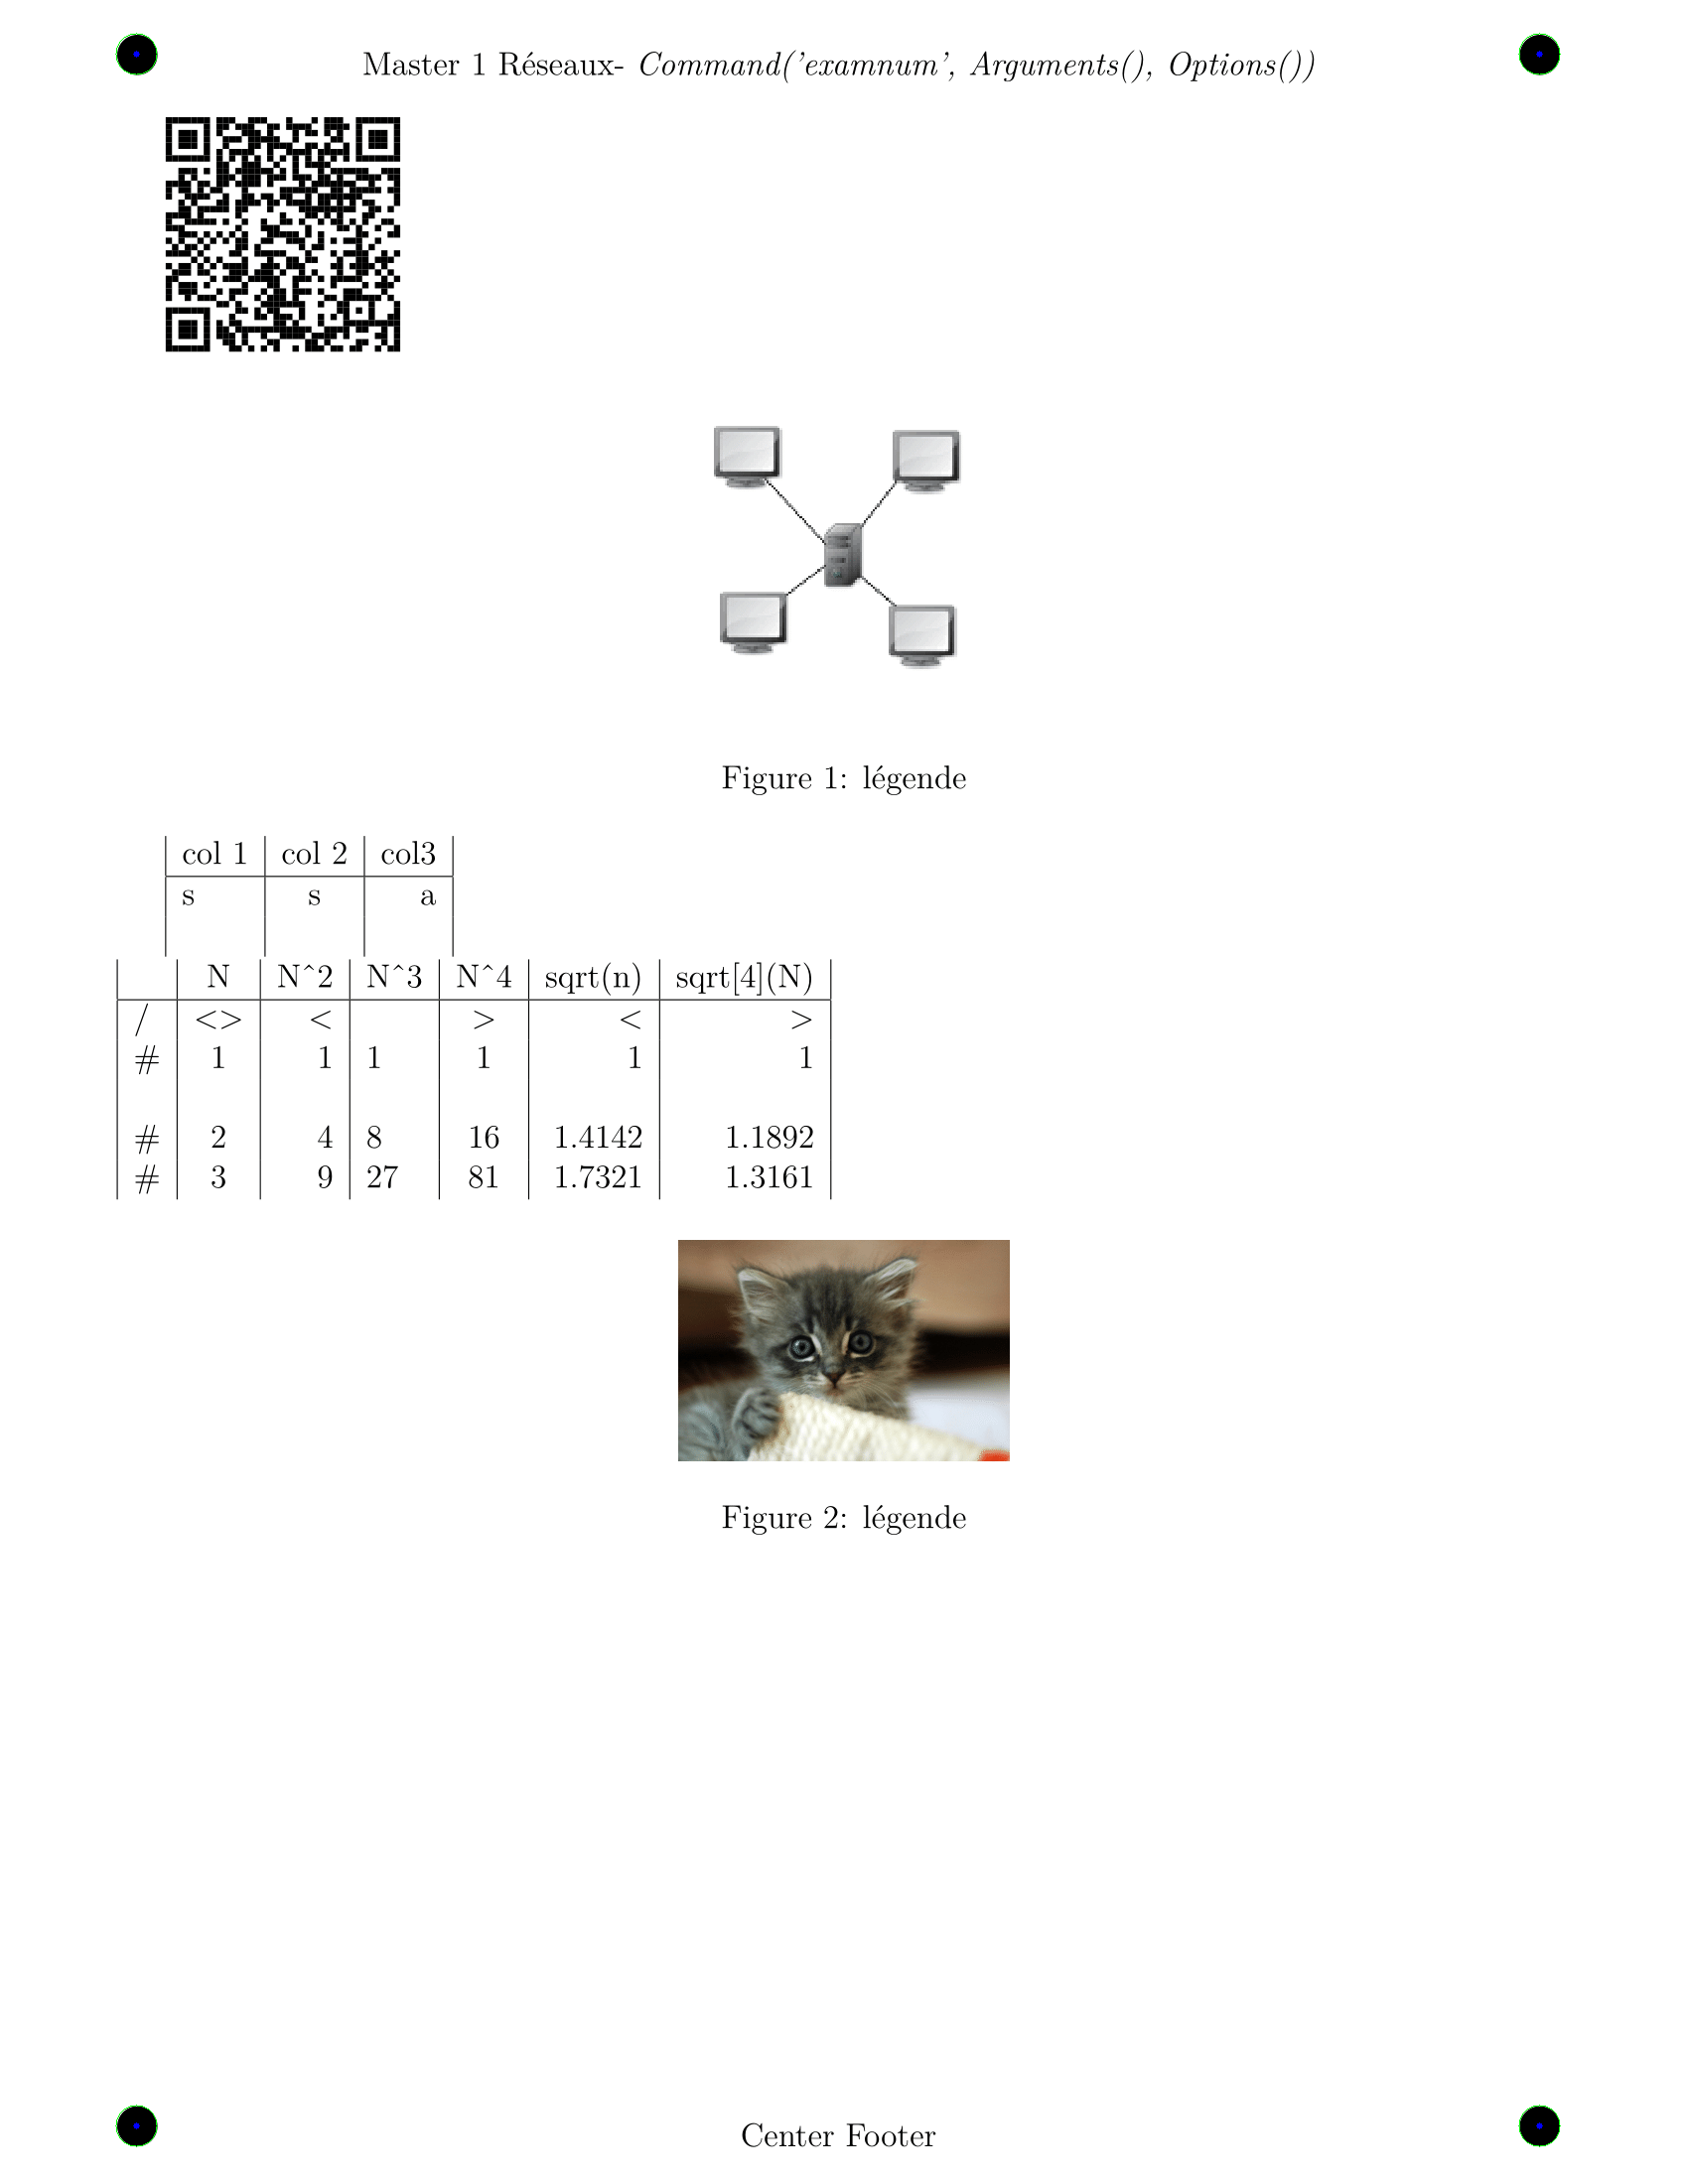 Master 1 Réseaux- Command('examnum', Arguments(), Options())
Figure 1: légende
col 1 col 2 col3
s s a
N N^2 N^3 N^4 sqrt(n) sqrt[4](N)
/ <> < > < >
# 1 1 1 1 1 1
# 2 4 8 16 1.4142 1.1892
# 3 9 27 81 1.7321 1.3161
Figure 2: légende
Center Footer